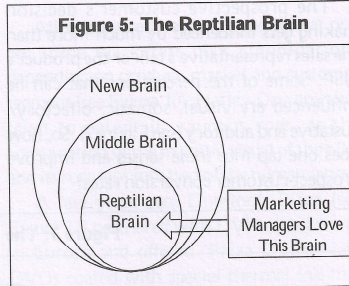 Figure 5: The Reptilian Brain
New Brain
Middle Brain
Reptilian
Brain
Marketing
Managers Love
This Brain